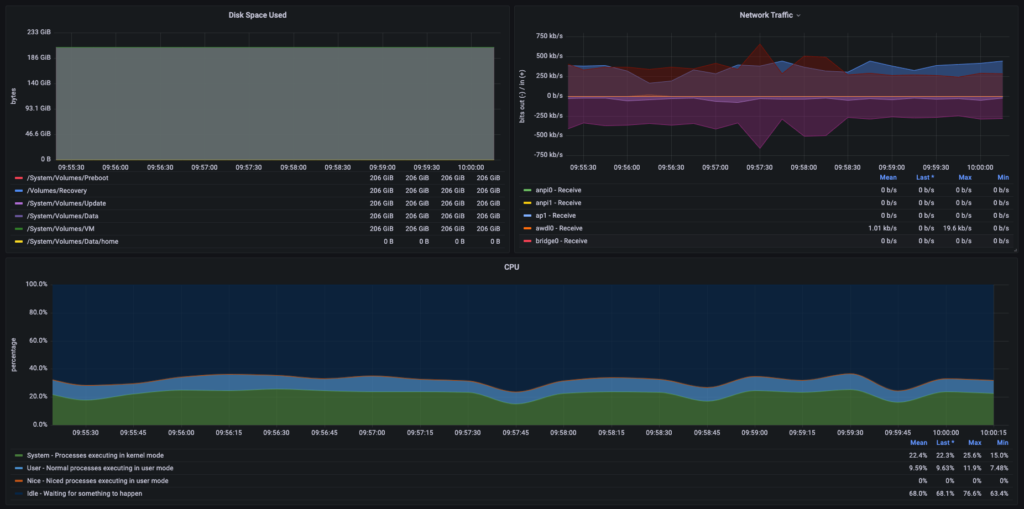 Disk Space Used
233 GiB
186 GiB
140 GiB
93.1 GiB
46.6 GiB
0 B
bytes
09:55:30 09:56:00 09:56:30 09:57:00 09:57:30 09:58:00 09:58:30 09:59:00 09:59:30 10:00:00
/System/Volumes/Preboot 206 GiB 206 GiB 206 GiB 206 GiB
/Volumes/Recovery 206 GiB 206 GiB 206 GiB 206 GiB
/System/Volumes/Update 206 GiB 206 GiB 206 GiB 206 GiB
/System/Volumes/Data 206 GiB 206 GiB 206 GiB 206 GiB
/System/Volumes/VM 206 GiB 206 GiB 206 GiB 206 GiB
/System/Volumes/Data/home 0 B 0 B 0 B 0 B
Network Traffic
750 kb/s
500 kb/s
250 kb/s
0 b/s
-250 kb/s
-500 kb/s
-750 kb/s
bits out (-) / in (+)
09:55:30 09:56:00 09:56:30 09:57:00 09:57:30 09:58:00 09:58:30 09:59:00 09:59:30 10:00:00
Mean Last * Max Min
anpi0 - Receive 0 b/s 0 b/s 0 b/s 0 b/s
anpi1 - Receive 0 b/s 0 b/s 0 b/s 0 b/s
ap1 - Receive 0 b/s 0 b/s 0 b/s 0 b/s
awdl0 - Receive 1.01 kb/s 0 b/s 19.6 kb/s 0 b/s
bridge0 - Receive 0 b/s 0 b/s 0 b/s 0 b/s
CPU
100.0%
80.0%
60.0%
40.0%
20.0%
0.0%
percentage
09:55:30 09:55:45 09:56:00 09:56:15 09:56:30 09:56:45 09:57:00 09:57:15 09:57:30 09:57:45 09:58:00 09:58:15 09:58:30 09:58:45 09:59:00 09:59:15 09:59:30 09:59:45 10:00:00 10:00:15
Mean Last * Max Min
System - Processes executing in kernel mode 22.4% 22.3% 25.6% 15.0%
User - Normal processes executing in user mode 9.59% 9.63% 11.9% 7.48%
Nice - Niced processes executing in user mode 0% 0% 0% 0%
Idle - Waiting for something to happen 68.0% 68.1% 76.6% 63.4%